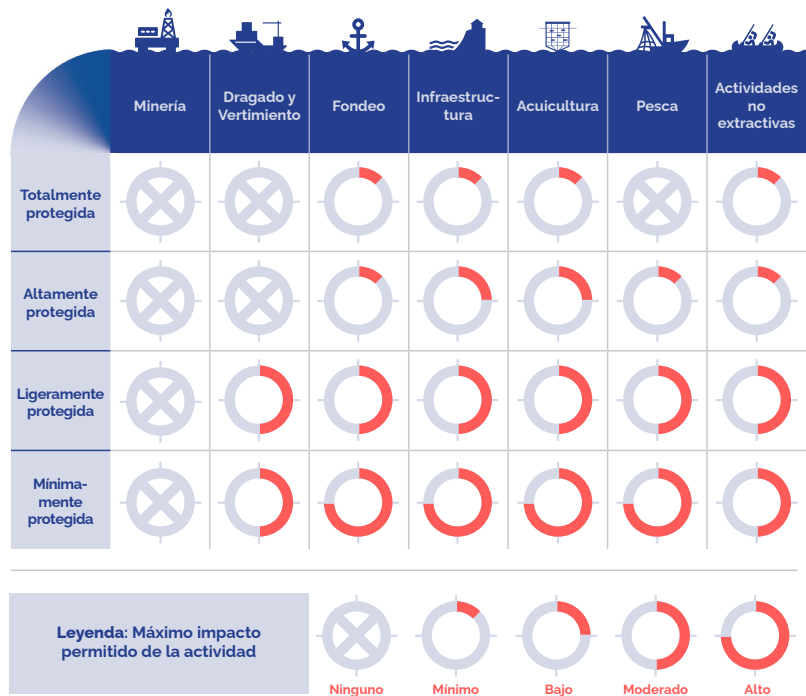 Minería
Dragado y
Vertimiento
Fondeo
Infraestruc-
tura
Acuicultura
Pesca
Actividades
no
extractivas
Totalmente
protegida
Altamente
protegida
Ligeramente
protegida
Mínima-
mente
protegida
Leyenda: Máximo impacto
permitido de la actividad
Ninguno
Mínimo
Bajo
Moderado
Alto